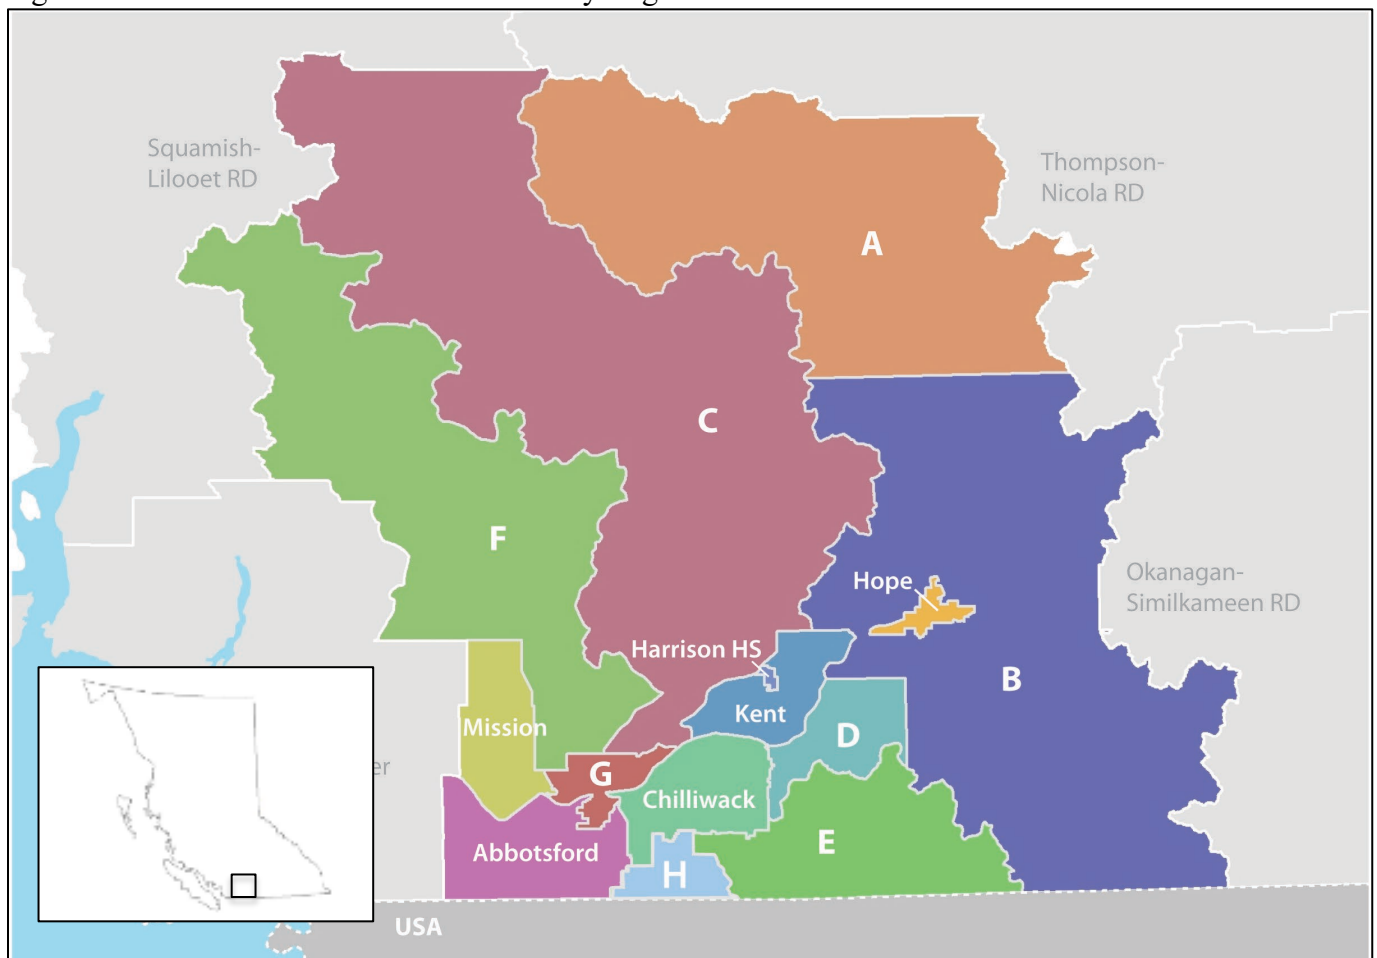 Squamish-
Lilooet RD
Thompson-
Nicola RD
A
C
F
Hope
Okanagan-
Similkameen RD
Harrison HS
B
Mission
Kent
D
G
Chilliwack
E
Abbotsford
H
USA